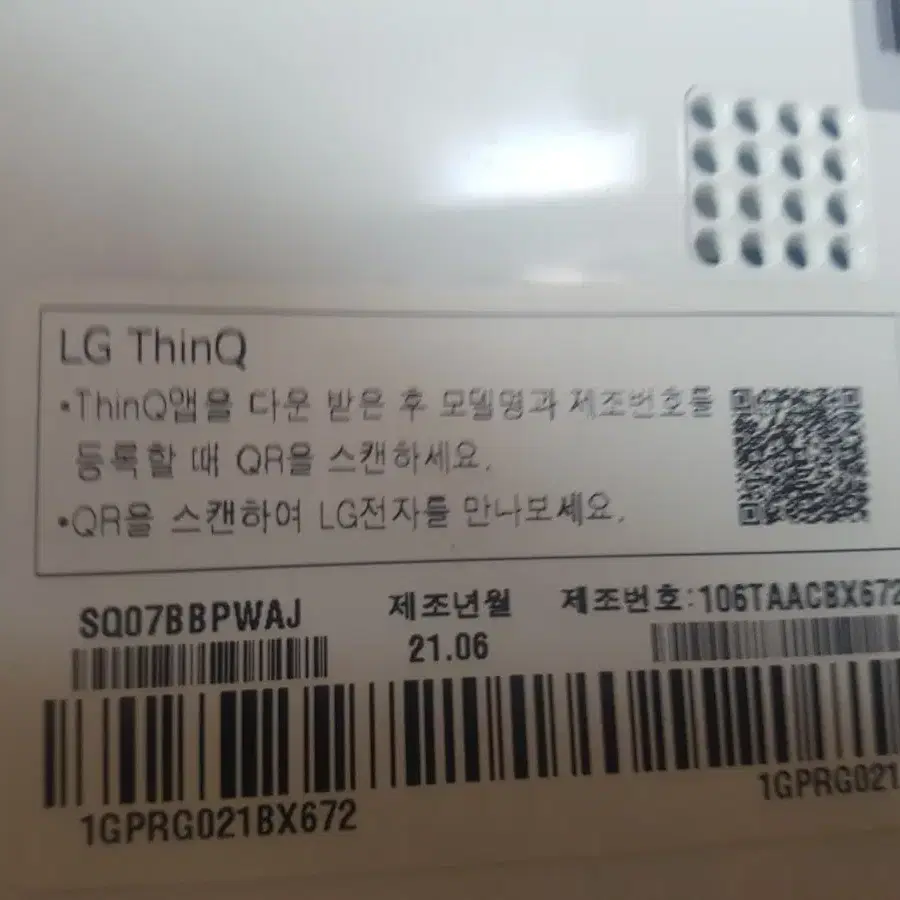 LG ThinQ
•ThinQ앱을 다운 받은 후 모델명과 제조번호를
등록할 때 QR을 스캔하세요.
•QR을 스캔하여 LG전자를 만나보세요.
SQ07BBPWAJ 제조년월 제조번호:106TAACBX672
21.06
1GPRG021BX672 1GPRG021